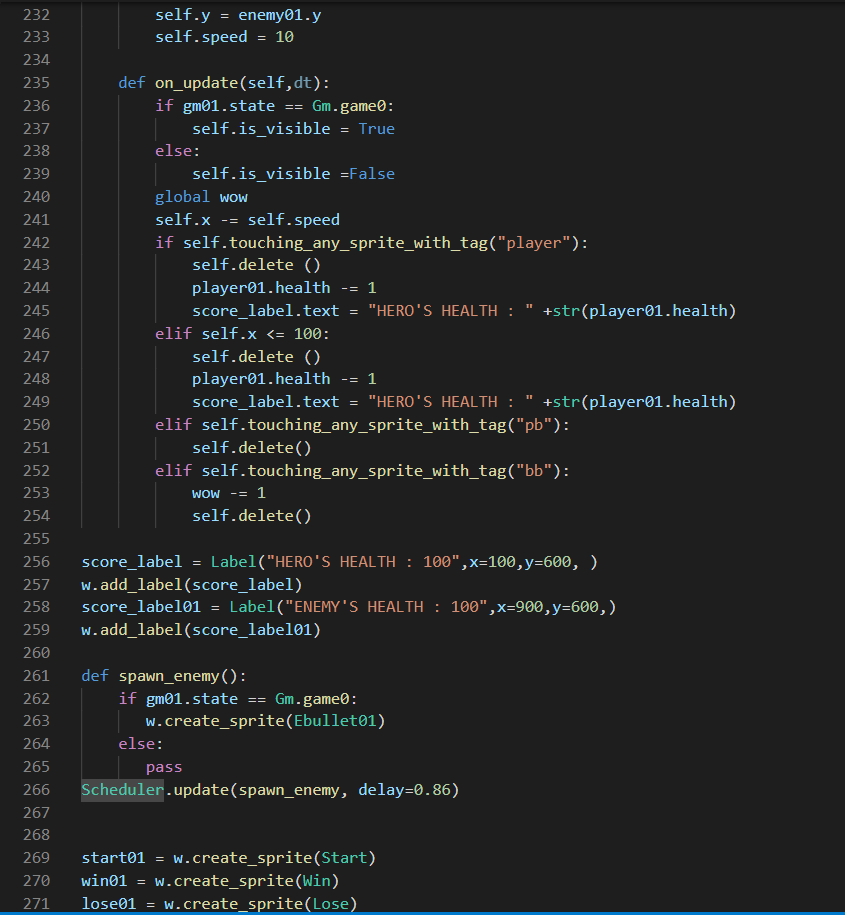 232 self.y = enemy01.y
233 self.speed = 10
234
235 def on_update(self,dt):
236 if gm01.state == Gm.game0:
237 self.is_visible = True
238 else:
239 self.is_visible =False
240 global wow
241 self.x -= self.speed
242 if self.touching_any_sprite_with_tag("player"):
243 self.delete ()
244 player01.health -= 1
245 score_label.text = "HERO'S HEALTH : " +str(player01.health)
246 elif self.x <= 100:
247 self.delete ()
248 player01.health -= 1
249 score_label.text = "HERO'S HEALTH : " +str(player01.health)
250 elif self.touching_any_sprite_with_tag("pb"):
251 self.delete()
252 elif self.touching_any_sprite_with_tag("bb"):
253 wow -= 1
254 self.delete()
255
256 score_label = Label("HERO'S HEALTH : 100",x=100,y=600, )
257 w.add_label(score_label)
258 score_label01 = Label("ENEMY'S HEALTH : 100",x=900,y=600,)
259 w.add_label(score_label01)
260
261 def spawn_enemy():
262 if gm01.state == Gm.game0:
263 w.create_sprite(Ebullet01)
264 else:
265 pass
266 Scheduler.update(spawn_enemy, delay=0.86)
267
268
269 start01 = w.create_sprite(Start)
270 win01 = w.create_sprite(Win)
271 lose01 = w.create_sprite(Lose)